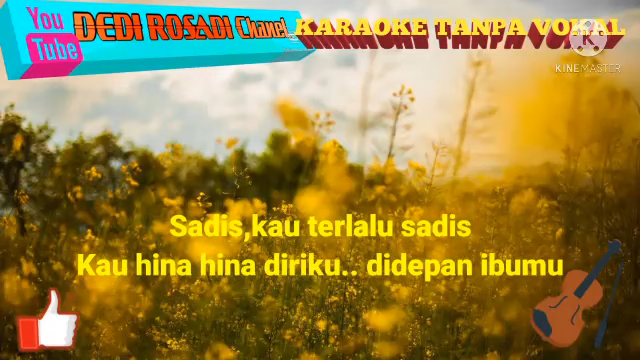 You
Tube
DEDI ROSADI Chanel
KARAOKE TANPA VOKAL
KINEMASTER
Sadis,kau terlalu sadis
Kau hina hina diriku.. didepan ibumu